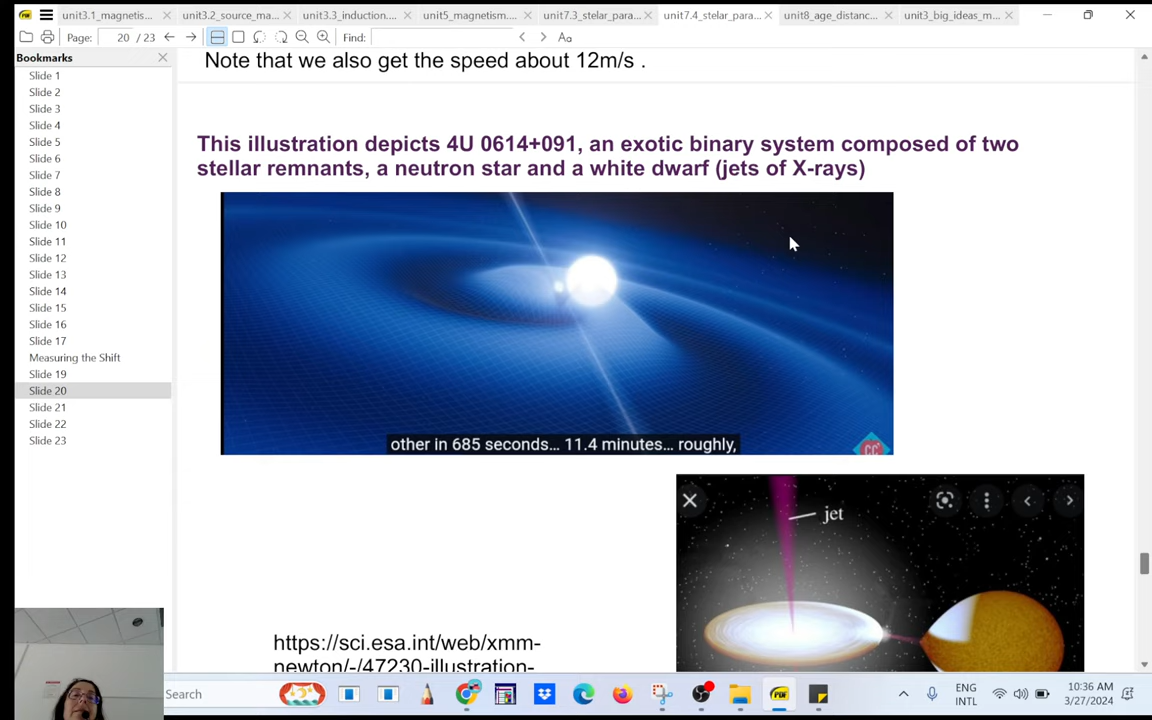 unit3.1_magnetis...
unit3.2_source_ma...
unit3.3_induction....
unit5_magnetism....
unit7.3_stelar_para...
unit7.4_stelar_para...
unit8_age_distanc...
unit3_big_ideas_m...
Page: 20 / 23
Find:
Aa
Bookmarks
Slide 1
Slide 2
Slide 3
Slide 4
Slide 5
Slide 6
Slide 7
Slide 8
Slide 9
Slide 10
Slide 11
Slide 12
Slide 13
Slide 14
Slide 15
Slide 16
Slide 17
Measuring the Shift
Slide 19
Slide 20
Slide 21
Slide 22
Slide 23
Note that we also get the speed about 12m/s .
This illustration depicts 4U 0614+091, an exotic binary system composed of two
stellar remnants, a neutron star and a white dwarf (jets of X-rays)
other in 685 seconds... 11.4 minutes... roughly,
CC
jet
https://sci.esa.int/web/xmm-
newton/-/47230-illustration-
Search
PDF
ENG
INTL
10:36 AM
3/27/2024